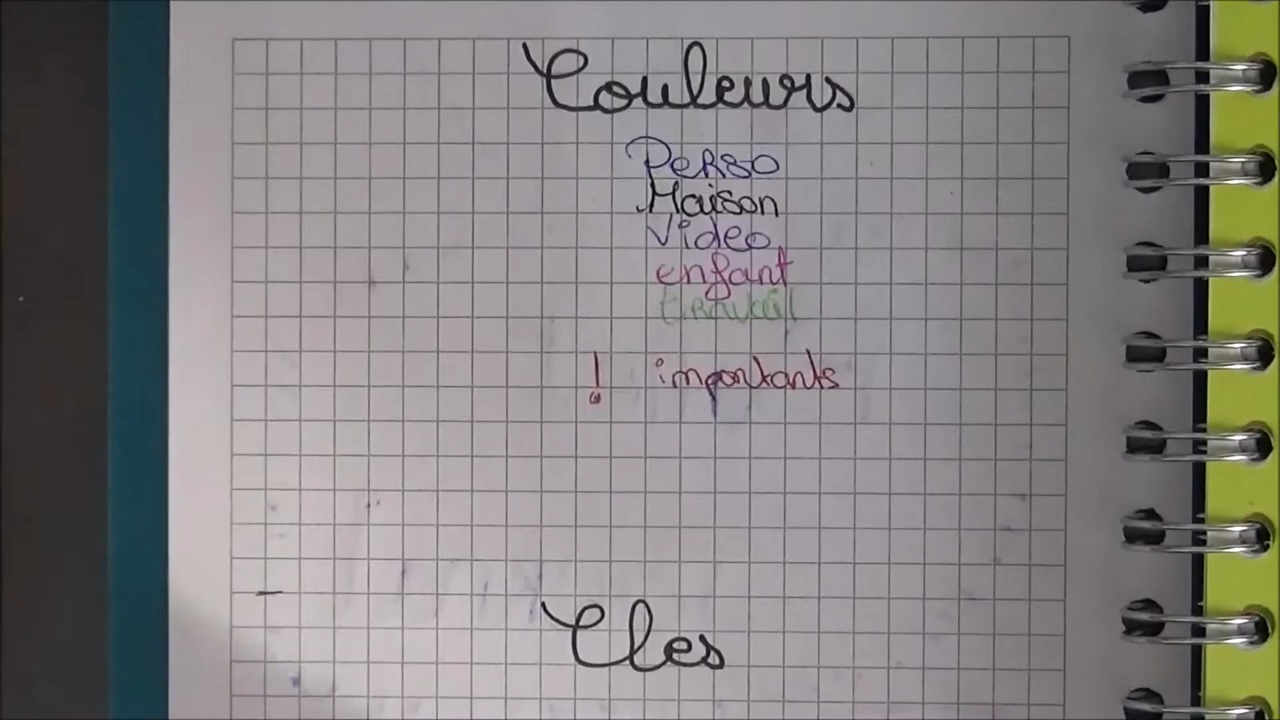 Couleurs
Perso
Maison
Video
enfant
travail
! importants
Cles